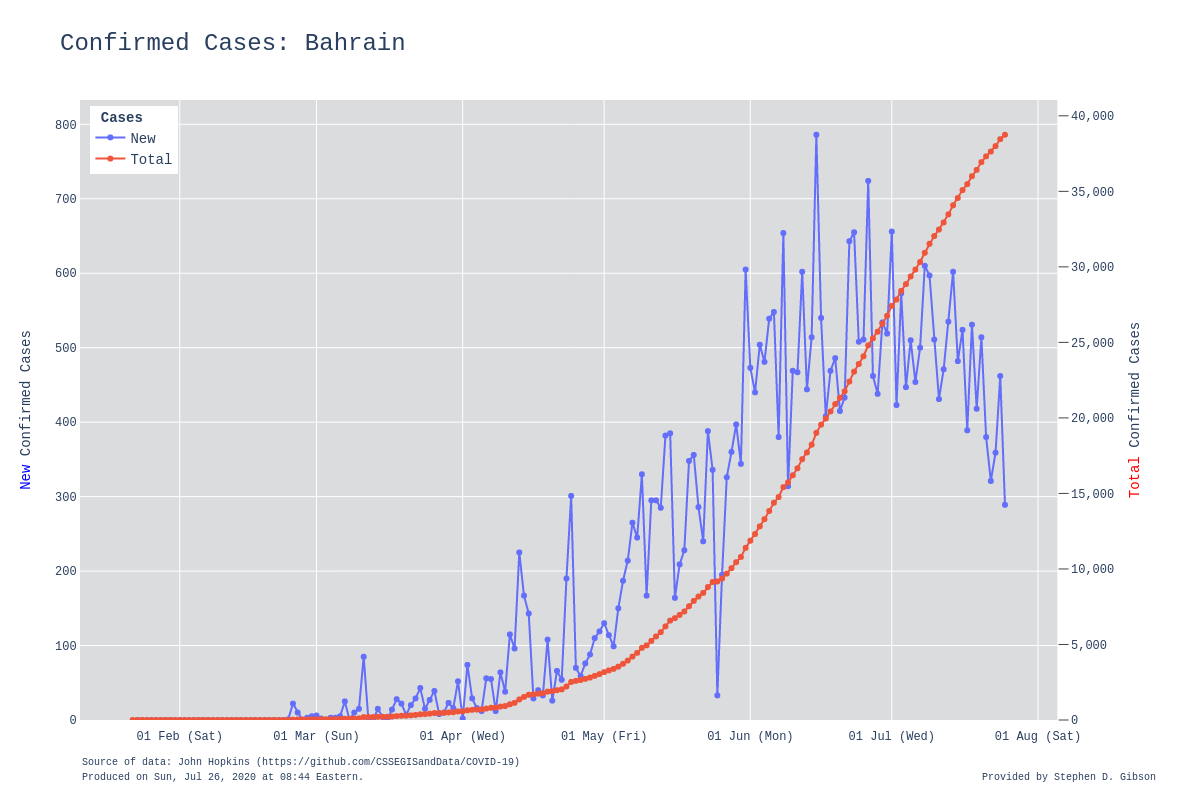 Confirmed Cases: Bahrain
Cases
New
Total
800
700
600
500
400
300
200
100
0
40,000
35,000
30,000
25,000
20,000
15,000
10,000
5,000
0
New Confirmed Cases
Total Confirmed Cases
01 Feb (Sat)
01 Mar (Sun)
01 Apr (Wed)
01 May (Fri)
01 Jun (Mon)
01 Jul (Wed)
01 Aug (Sat)
Source of data: John Hopkins (https://github.com/CSSEGISandData/COVID-19)
Produced on Sun, Jul 26, 2020 at 08:44 Eastern.
Provided by Stephen D. Gibson